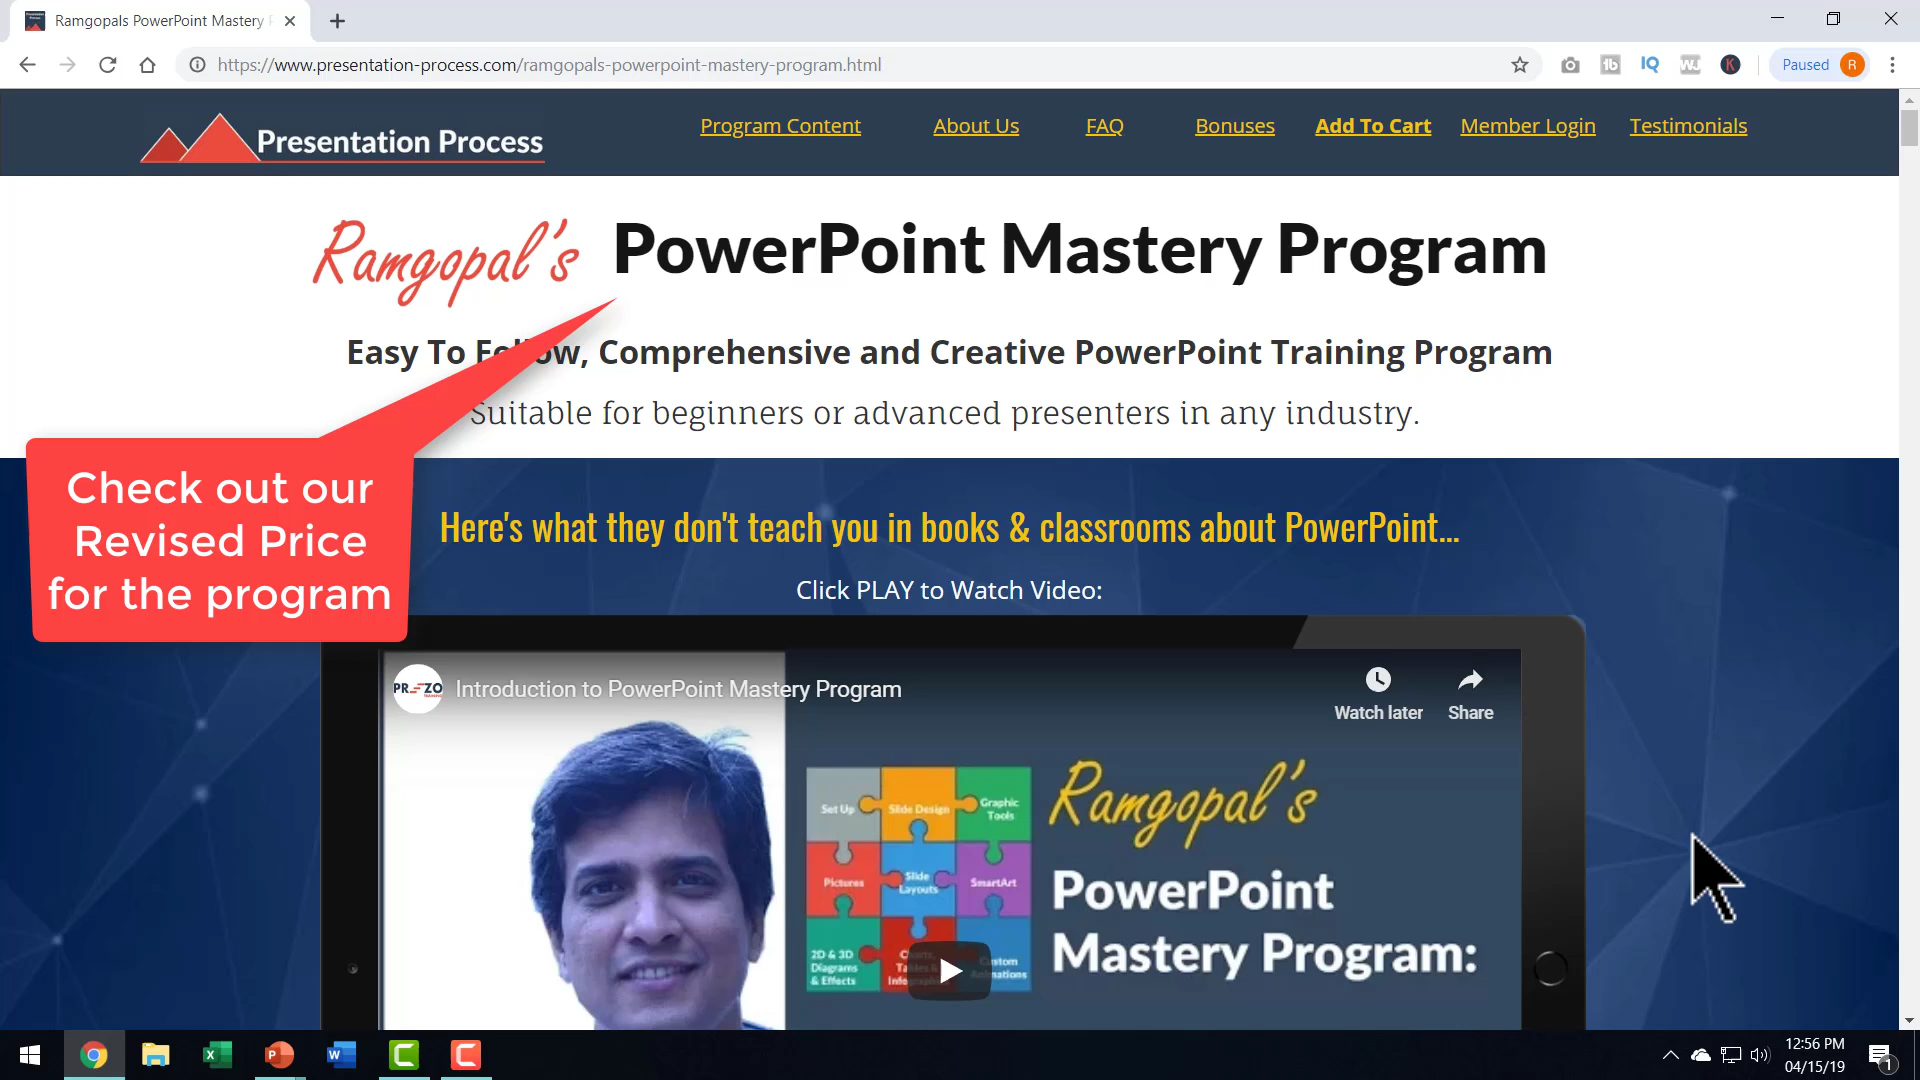 Ramgopals PowerPoint Mastery P
https://www.presentation-process.com/ramgopals-powerpoint-mastery-program.html
Paused R
Presentation Process
Program Content About Us FAQ Bonuses Add To Cart Member Login Testimonials
Ramgopal's PowerPoint Mastery Program
Easy To Follow, Comprehensive and Creative PowerPoint Training Program
Suitable for beginners or advanced presenters in any industry.
Check out our
Revised Price
for the program
Here's what they don't teach you in books & classrooms about PowerPoint...
Click PLAY to Watch Video:
Introduction to PowerPoint Mastery Program
Watch later Share
Set Up Slide Design Graphic
Tools
Ramgopal's
Pictures Slide
Layouts SmartArt
PowerPoint
Mastery Program:
2D & 3D
Diagrams
& Effects
12:56 PM
04/15/19
1